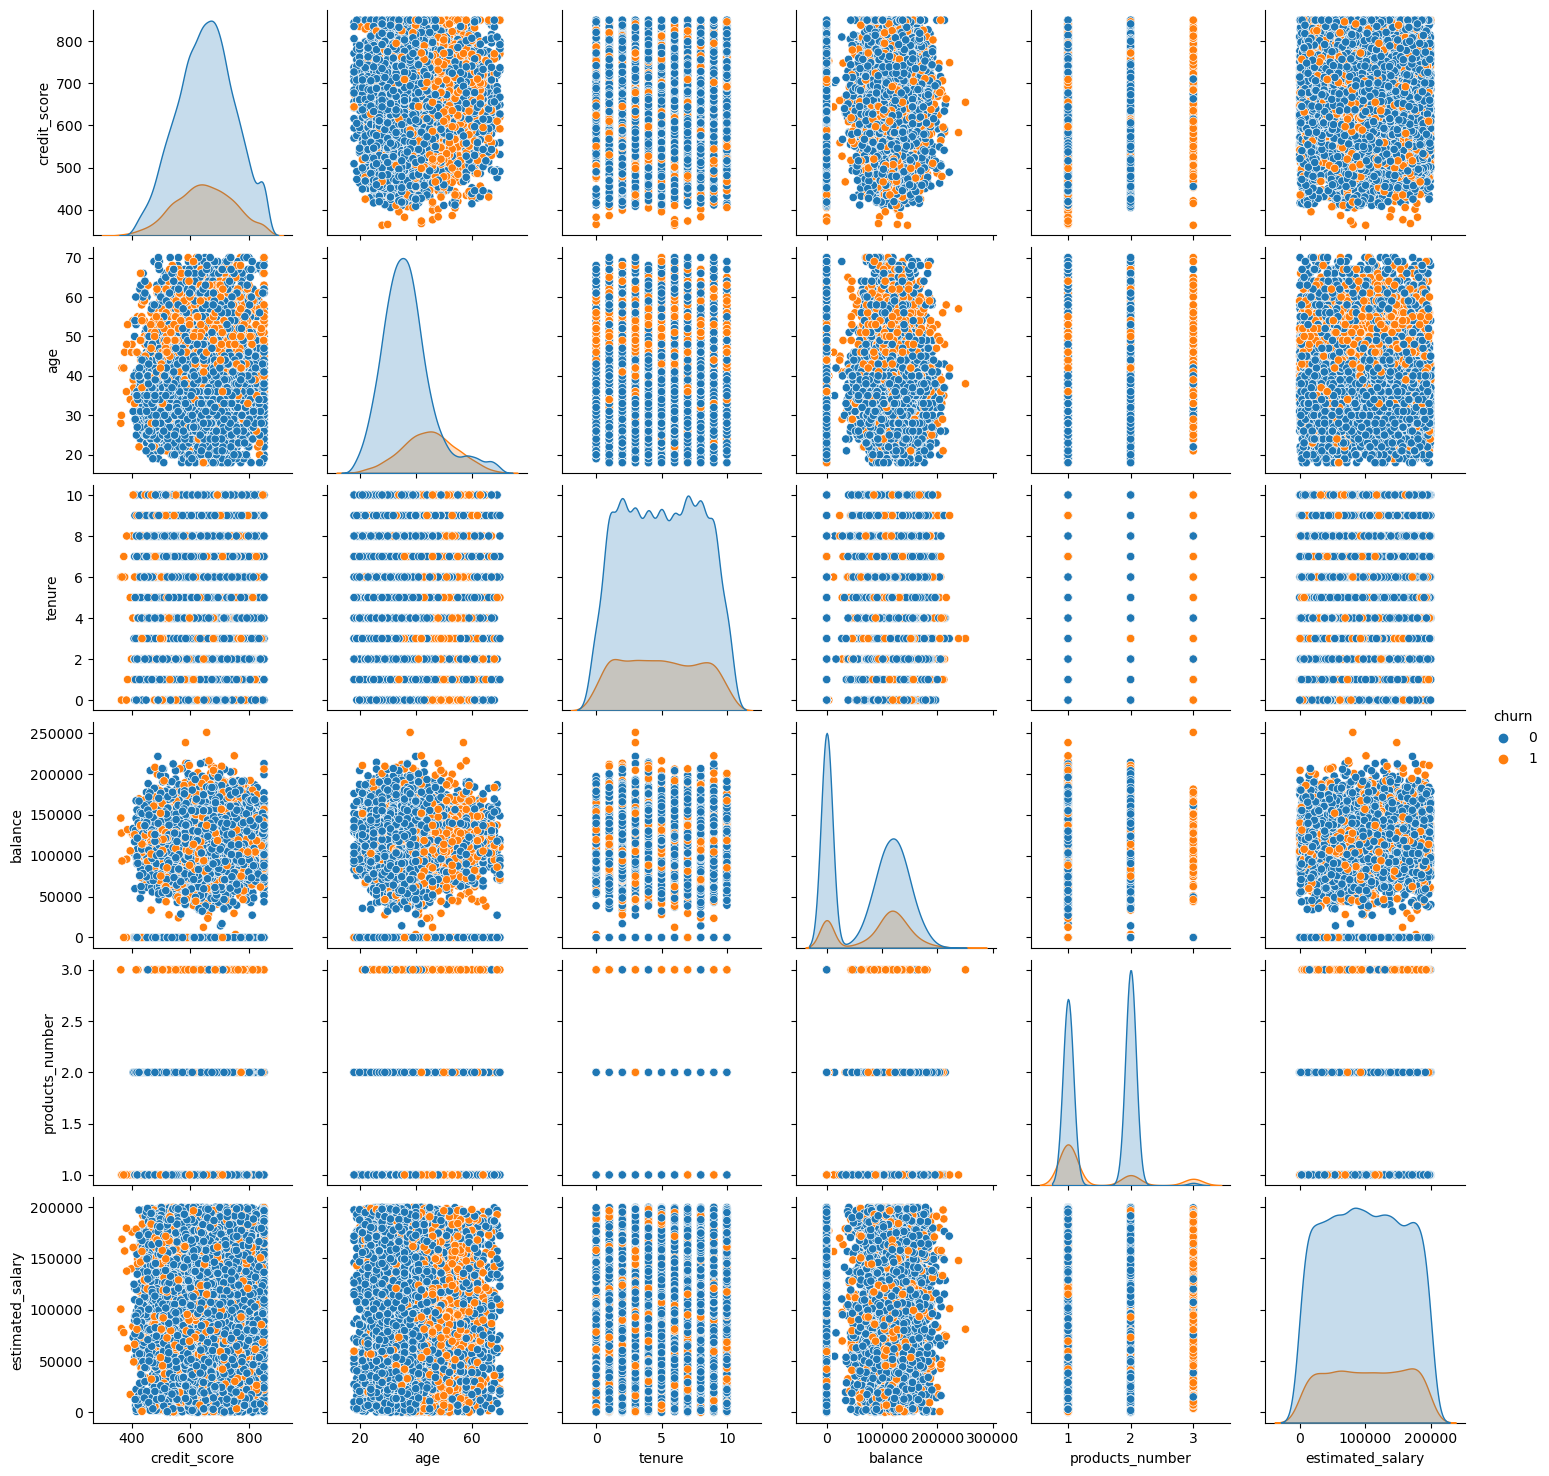 800
700
600
500
400
credit_score
70
60
50
40
30
20
age
10
8
6
4
2
0
tenure
250000
200000
150000
100000
50000
0
balance
churn
0
1
3.0
2.5
2.0
1.5
1.0
products_number
200000
150000
100000
50000
0
estimated_salary
400 600 800
20 40 60
0 5 10
0 100000 200000 300000
1 2 3
0 100000 200000
credit_score age tenure balance products_number estimated_salary